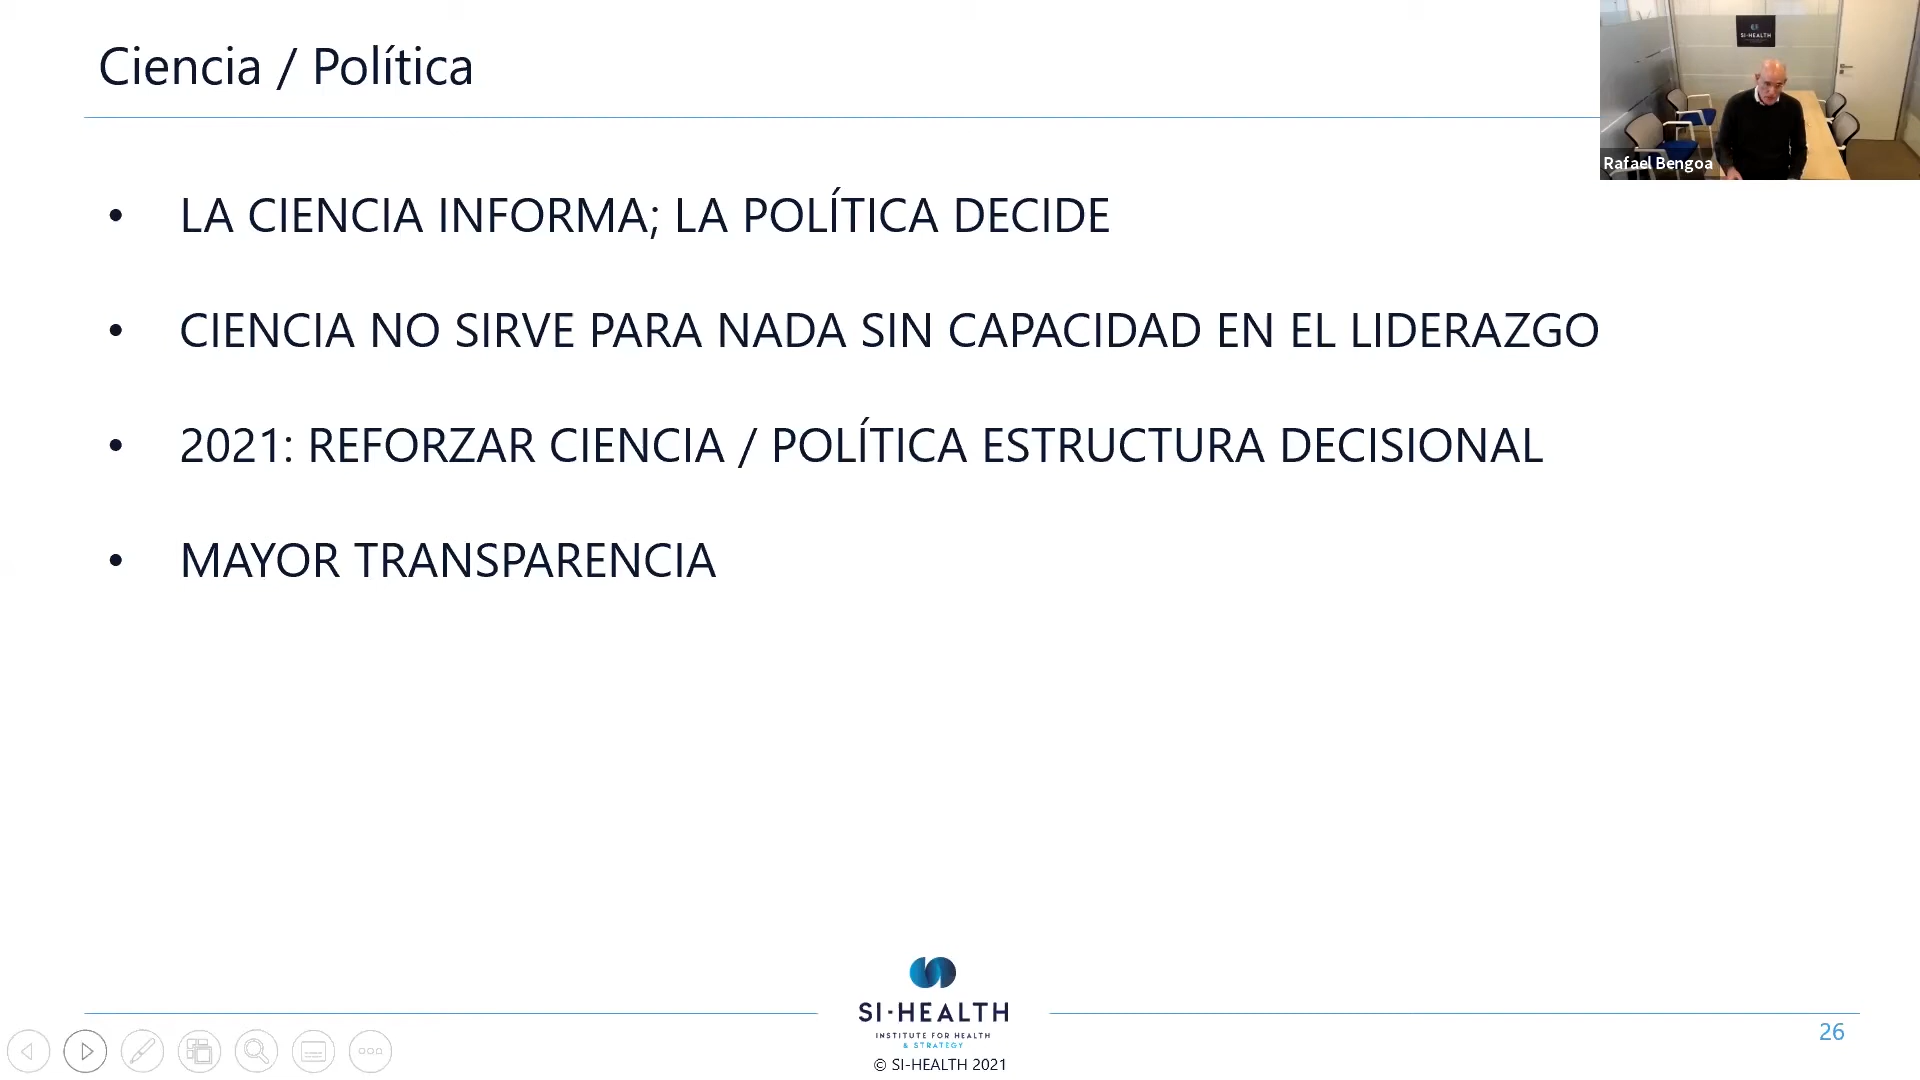 Ciencia / Política
SI-HEALTH
Rafael Bengoa
• LA CIENCIA INFORMA; LA POLÍTICA DECIDE
• CIENCIA NO SIRVE PARA NADA SIN CAPACIDAD EN EL LIDERAZGO
• 2021: REFORZAR CIENCIA / POLÍTICA ESTRUCTURA DECISIONAL
• MAYOR TRANSPARENCIA
SI-HEALTH
INSTITUTE FOR HEALTH
& STRATEGY
© SI-HEALTH 2021
26